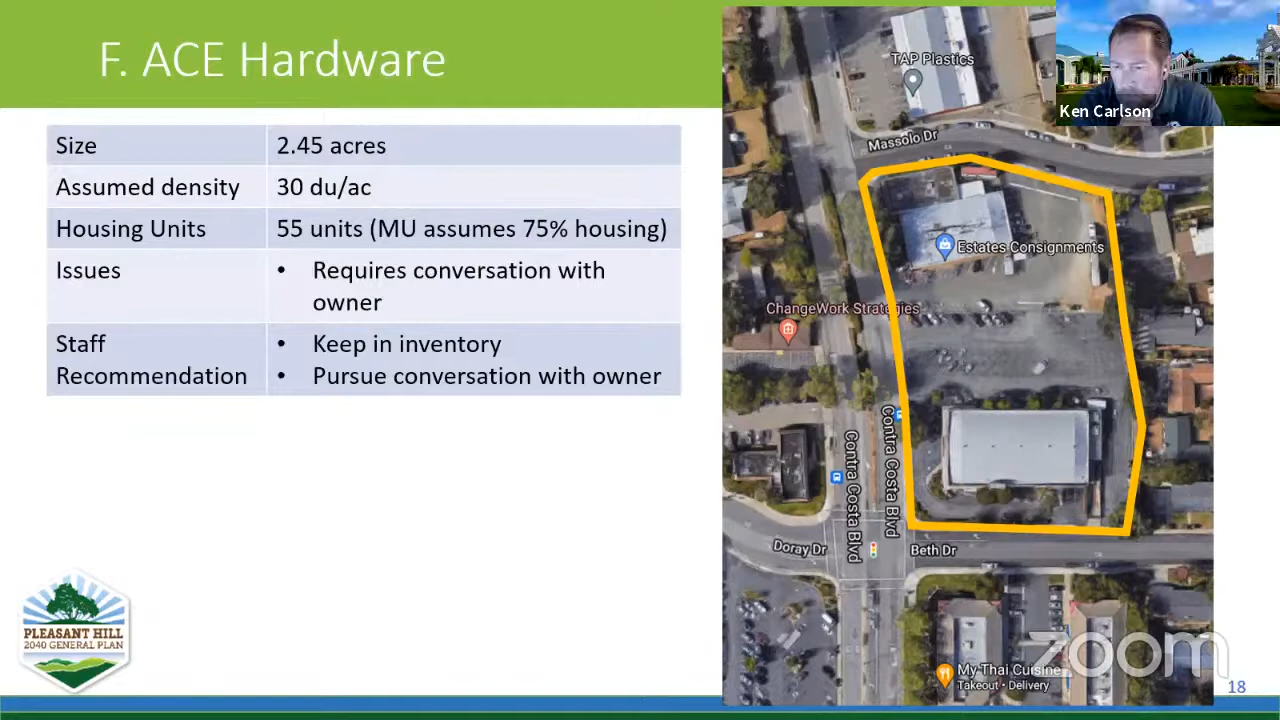 F. ACE Hardware
Size 2.45 acres
Assumed density 30 du/ac
Housing Units 55 units (MU assumes 75% housing)
Issues • Requires conversation with
owner
Staff • Keep in inventory
Recommendation • Pursue conversation with owner
PLEASANT HILL
2040 GENERAL PLAN
TAP Plastics
Massolo Dr
Estates Consignments
ChangeWork Strategies
Contra Costa Blvd
Contra Costa Blvd
Doray Dr
Beth Dr
My Thai Cuisine
Takeout • Delivery
Ken Carlson
zoom
18